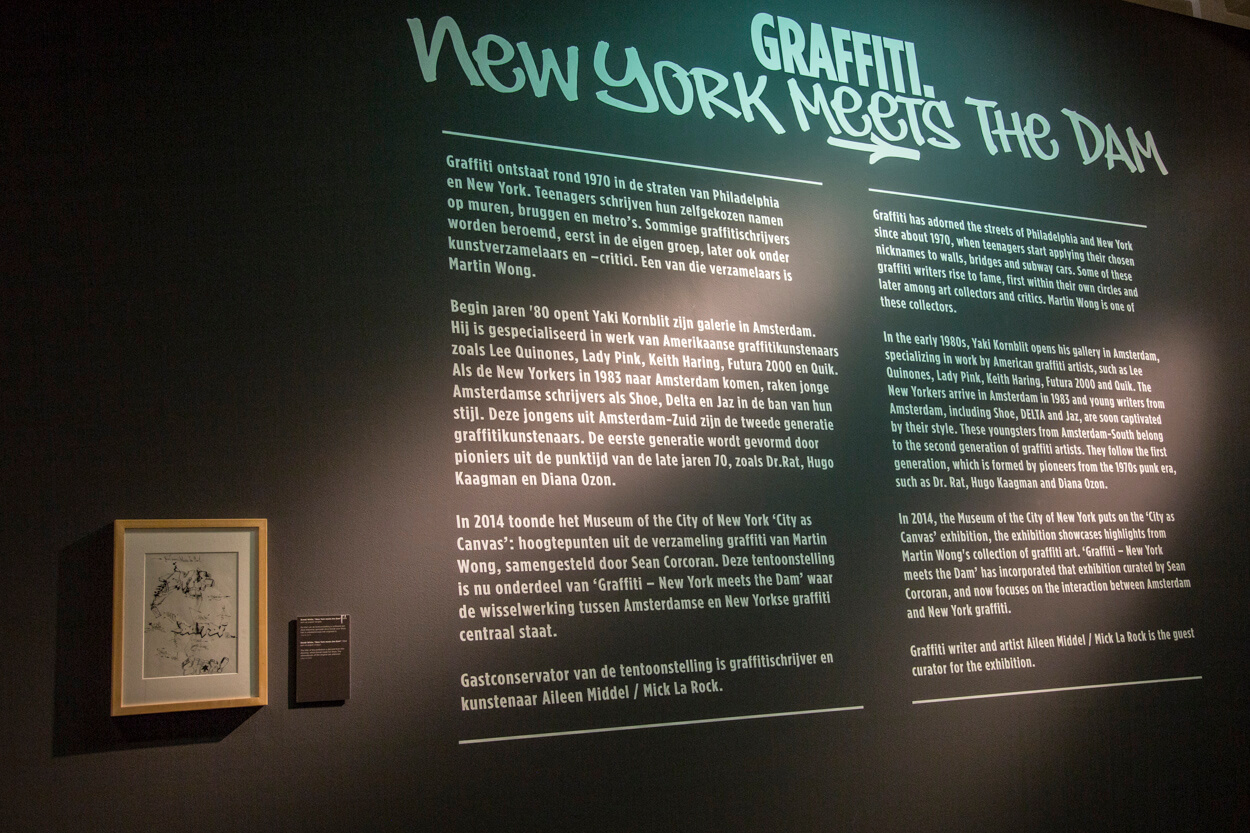 GRAFFITI.
New York meets the Dam
Graffiti ontstaat rond 1970 in de straten van Philadelphia
en New York. Teenagers schrijven hun zelfgekozen namen
op muren, bruggen en metro's. Sommige graffitischrijvers
worden beroemd, eerst in de eigen groep, later ook onder
kunstverzamelaars en –critici. Een van die verzamelaars is
Martin Wong.
Begin jaren '80 opent Yaki Kornblit zijn galerie in Amsterdam.
Hij is gespecialiseerd in werk van Amerikaanse graffitikunstenaars
zoals Lee Quinones, Lady Pink, Keith Haring, Futura 2000 en Quik.
Als de New Yorkers in 1983 naar Amsterdam komen, raken jonge
Amsterdamse schrijvers als Shoe, Delta en Jaz in de ban van hun
stijl. Deze jongens uit Amsterdam-Zuid zijn de tweede generatie
graffitikunstenaars. De eerste generatie wordt gevormd door
pioniers uit de punktijd van de late jaren 70, zoals Dr.Rat, Hugo
Kaagman en Diana Ozon.
In 2014 toonde het Museum of the City of New York ‘City as
Canvas’: hoogtepunten uit de verzameling graffiti van Martin
Wong, samengesteld door Sean Corcoran. Deze tentoonstelling
is nu onderdeel van ‘Graffiti – New York meets the Dam’ waar
de wisselwerking tussen Amsterdamse en New Yorkse graffiti
centraal staat.
Gastconservator van de tentoonstelling is graffitischrijver en
kunstenaar Aileen Middel / Mick La Rock.
Graffiti has adorned the streets of Philadelphia and New York
since about 1970, when teenagers start applying their chosen
nicknames to walls, bridges and subway cars. Some of these
graffiti writers rise to fame, first within their own circles and
later among art collectors and critics. Martin Wong is one of
these collectors.
In the early 1980s, Yaki Kornblit opens his gallery in Amsterdam,
specializing in work by American graffiti artists, such as Lee
Quinones, Lady Pink, Keith Haring, Futura 2000 and Quik. The
New Yorkers arrive in Amsterdam in 1983 and young writers from
Amsterdam, including Shoe, DELTA and Jaz, are soon captivated
by their style. These youngsters from Amsterdam-South belong
to the second generation of graffiti artists. They follow the first
generation, which is formed by pioneers from the 1970s punk era,
such as Dr. Rat, Hugo Kaagman and Diana Ozon.
In 2014, the Museum of the City of New York puts on the ‘City as
Canvas’ exhibition, the exhibition showcases highlights from
Martin Wong's collection of graffiti art. ‘Graffiti – New York
meets the Dam’ has incorporated that exhibition curated by Sean
Corcoran, and now focuses on the interaction between Amsterdam
and New York graffiti.
Graffiti writer and artist Aileen Middel / Mick La Rock is the guest
curator for the exhibition.